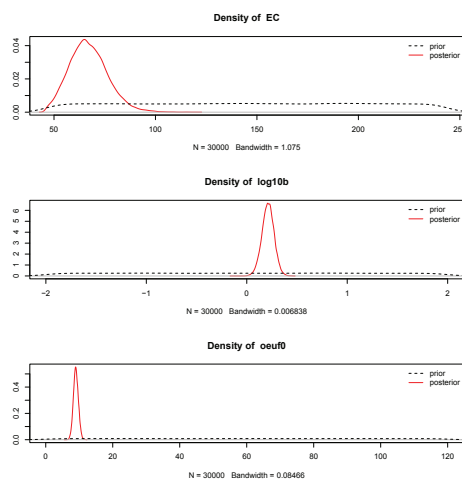 Density of EC
0.04
0.02
0.00
prior
posterior
50 100 150 200 250
N = 30000 Bandwidth = 1.075
Density of log10b
6
5
4
3
2
1
0
prior
posterior
−2 −1 0 1 2
N = 30000 Bandwidth = 0.006838
Density of oeuf0
0.4
0.2
0.0
prior
posterior
0 20 40 60 80 100 120
N = 30000 Bandwidth = 0.08466